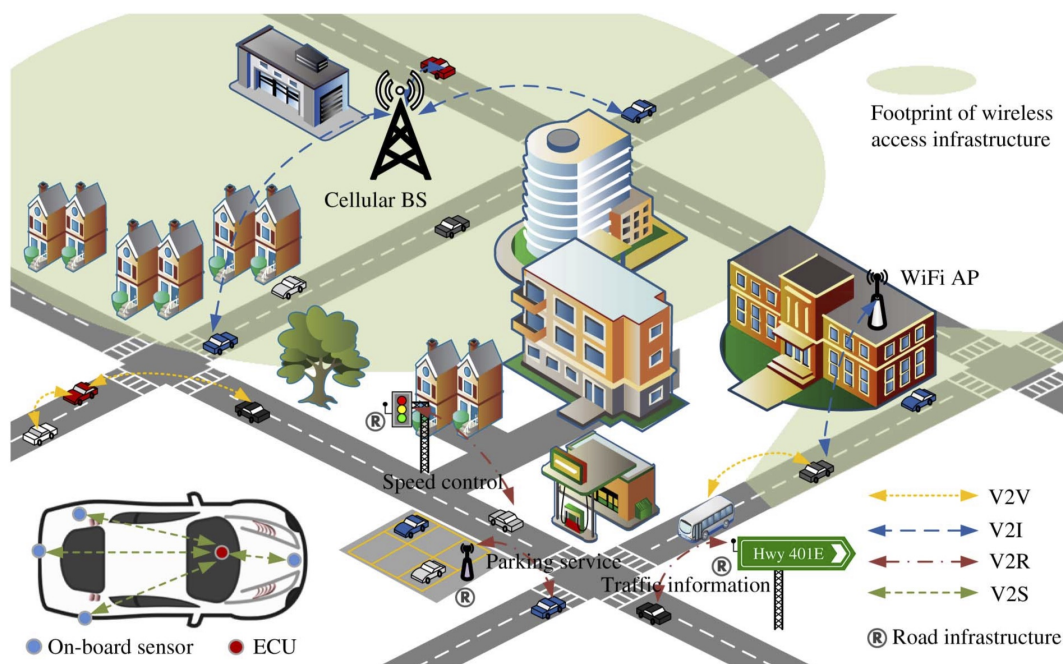 Footprint of wireless
access infrastructure
Cellular BS
WiFi AP
®
Speed control
Parking service
®
Traffic information
®
Hwy 401E
V2V
V2I
V2R
V2S
On-board sensor
ECU
® Road infrastructure